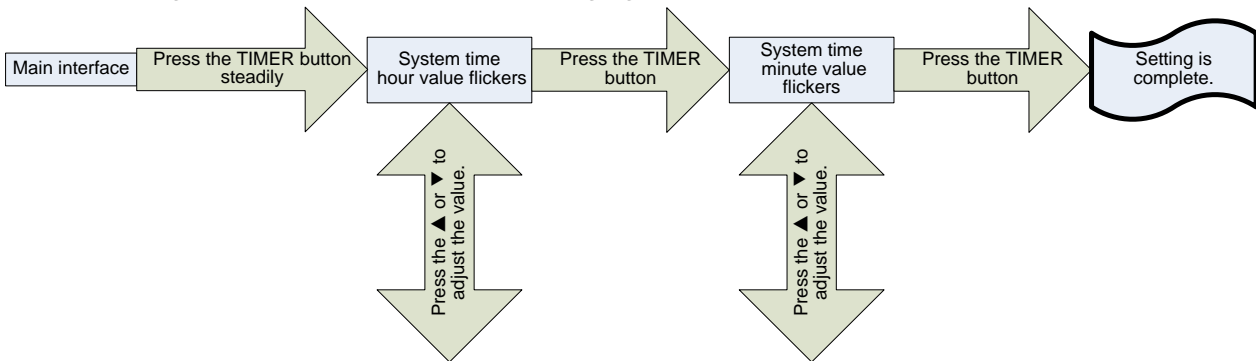 Main interface
Press the TIMER button
steadily
System time
hour value flickers
Press the TIMER
button
System time
minute value
flickers
Press the TIMER
button
Setting is
complete.
Press the ▲ or ▼ to
adjust the value.
Press the ▲ or ▼ to
adjust the value.